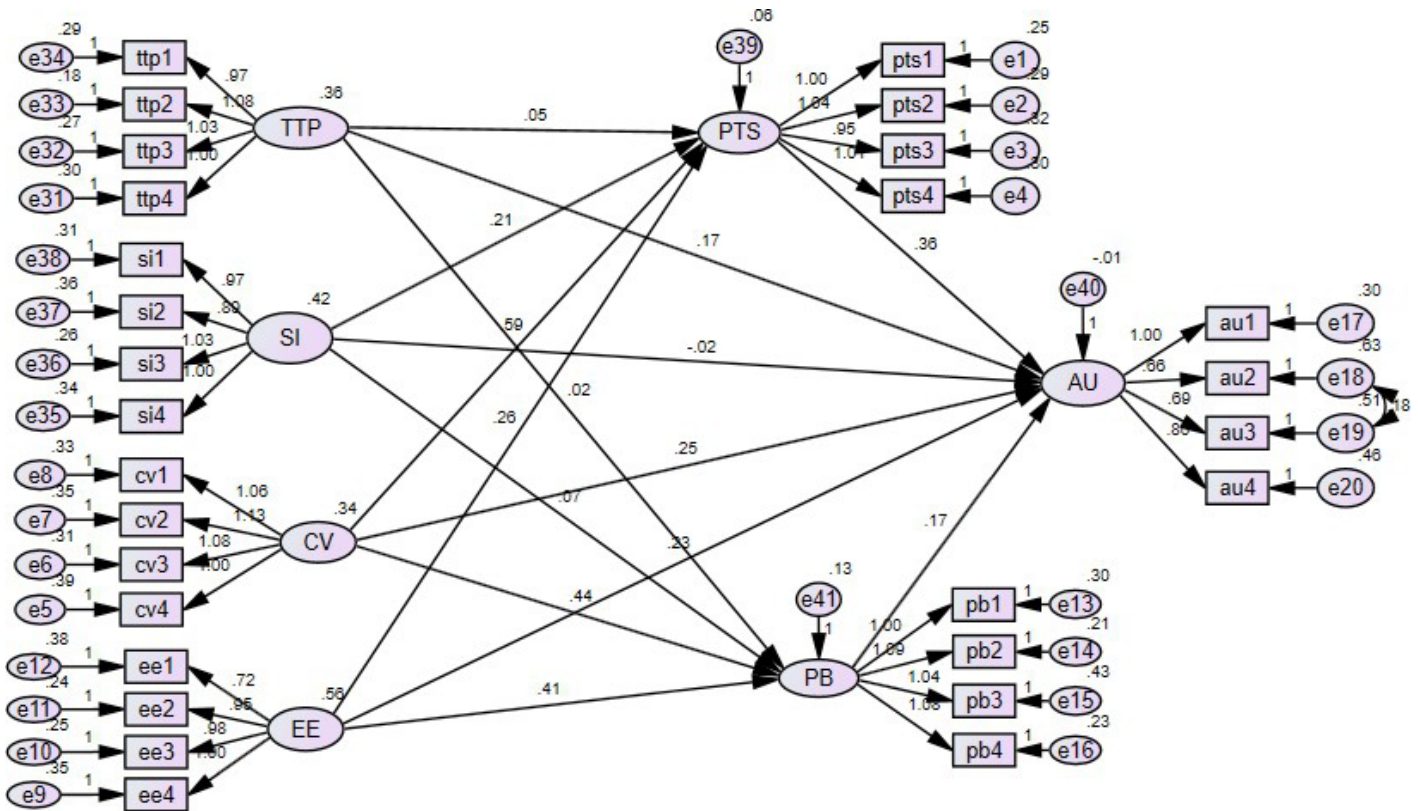 .29
e34 1 ttp1 .97
.18
e33 1 ttp2 1.08
.27
e32 1 ttp3 1.03
.30
e31 1 ttp4 1.00
.36
TTP
.31
e38 1 si1 .97
.36
e37 1 si2 .89
.26
e36 1 si3 1.03
.34
e35 1 si4 1.00
.42
SI
.33
e8 1 cv1 1.06
.35
e7 1 cv2 1.13
.31
e6 1 cv3 1.08
.39
e5 1 cv4 1.00
.34
CV
.38
e12 1 ee1 .72
.24
e11 1 ee2 .95
.25
e10 1 ee3 .98
.35
e9 1 ee4 1.00
.56
EE
.05
.21
.59
.26
.02
.07
.44
.41
.17
-.02
.25
.23
.36
.17
.06
e39
1
PTS
.25
1.00 pts1 1 e1
.29
1.04 pts2 1 e2
.32
.95 pts3 1 e3
.30
1.01 pts4 1 e4
-.01
e40
1
AU
.30
1.00 au1 1 e17
.63
.66 au2 1 e18
.51
.18
.69 au3 1 e19
.46
au4 1 e20
.13
e41
1
PB
.30
1.00 pb1 1 e13
.21
1.09 pb2 1 e14
.43
1.04 pb3 1 e15
.23
1.08 pb4 1 e16